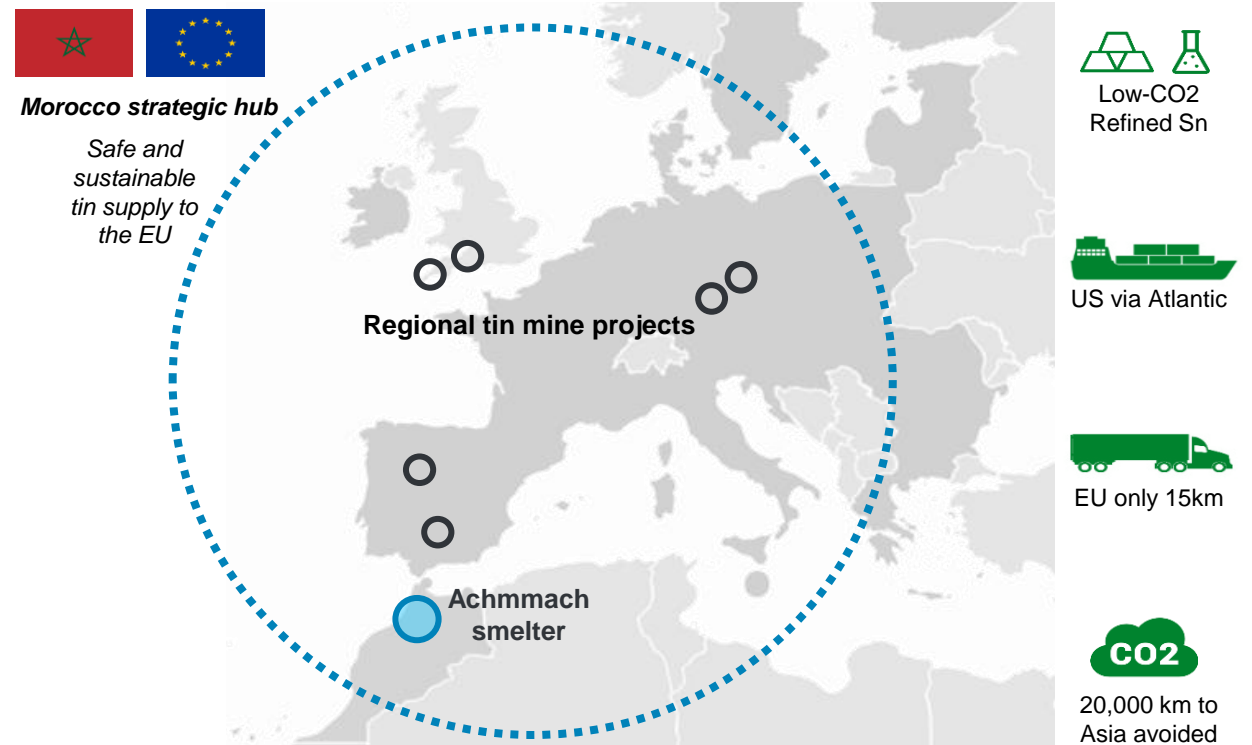 Morocco strategic hub
Safe and
sustainable
tin supply to
the EU
Regional tin mine projects
Achmmach
smelter
Low-CO2
Refined Sn
US via Atlantic
EU only 15km
CO2
20,000 km to
Asia avoided